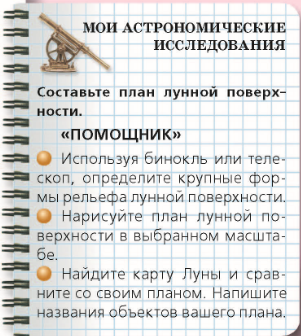 МОИ АСТРОНОМИЧЕСКИЕ
ИССЛЕДОВАНИЯ
Составьте план лунной поверх-
ности.
«ПОМОЩНИК»
Используя бинокль или теле-
скоп, определите крупные фор-
мы рельефа лунной поверхности.
Нарисуйте план лунной по-
верхности в выбранном масшта-
бе.
Найдите карту Луны и срав-
ните со своим планом. Напишите
названия объектов вашего плана.